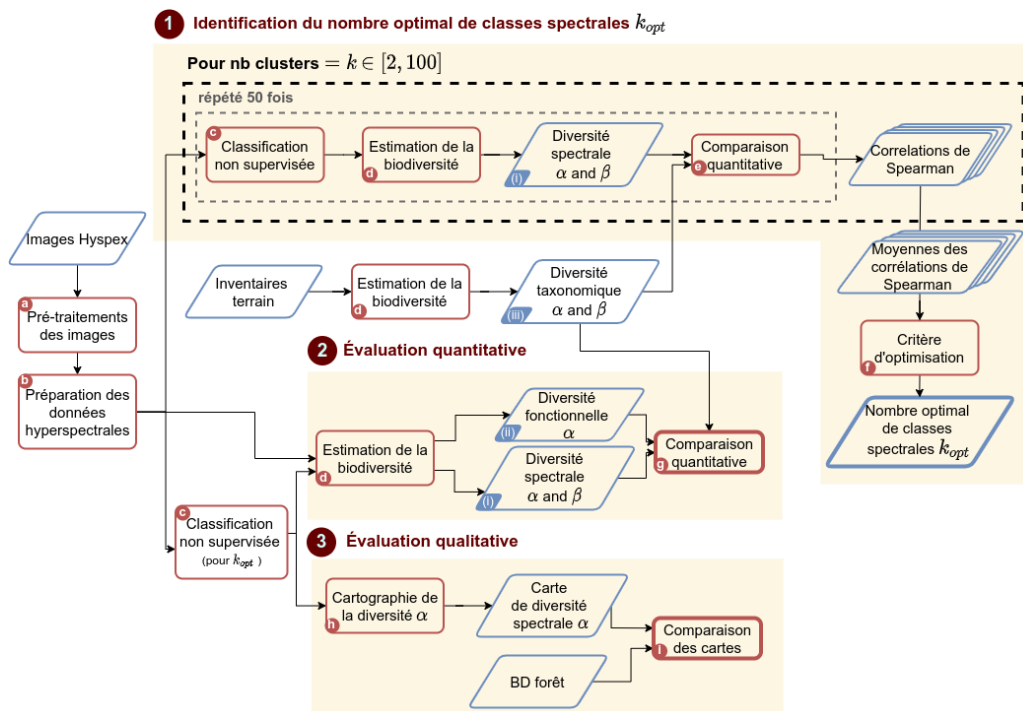 1 Identification du nombre optimal de classes spectrales k_opt
Pour nb clusters = k ∈ [2, 100]
répété 50 fois
c
Classification
non supervisée
Estimation de la
biodiversité
d
Diversité
spectrale
α and β
(i)
Comparaison
quantitative
e
Correlations de
Spearman
Images Hyspex
a
Pré-traitements
des images
b
Préparation des
données
hyperspectrales
Inventaires
terrain
Estimation de la
biodiversité
d
Diversité
taxonomique
α and β
(iii)
Moyennes des
corrélations de
Spearman
Critère
d'optimisation
f
Nombre optimal
de classes
spectrales k_opt
2 Évaluation quantitative
Estimation de la
biodiversité
d
Diversité
fonctionnelle
α
(ii)
Diversité
spectrale
α and β
(i)
Comparaison
quantitative
g
c
Classification
non supervisée
(pour k_opt )
3 Évaluation qualitative
Cartographie de
la diversité α
h
Carte
de diversité
spectrale α
BD forêt
Comparaison
des cartes
i